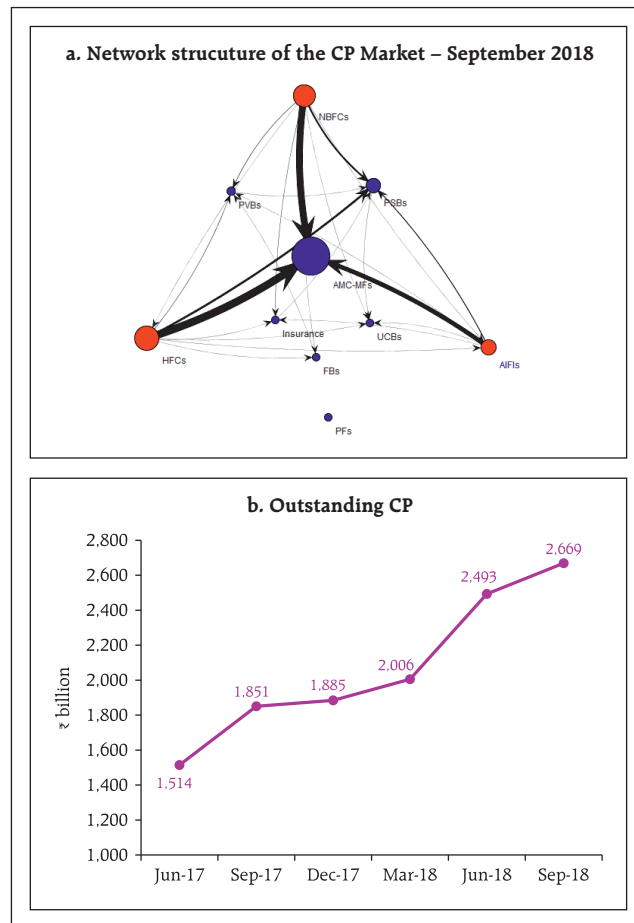 a. Network strucuture of the CP Market – September 2018
NBFCs
PVBs
PSBs
AMC-MFs
Insurance
UCBs
HFCs
FBs
AIFIs
PFs
b. Outstanding CP
₹ billion
2,800
2,600
2,400
2,200
2,000
1,800
1,600
1,400
1,200
1,000
1,514
1,851
1,885
2,006
2,493
2,669
Jun-17 Sep-17 Dec-17 Mar-18 Jun-18 Sep-18